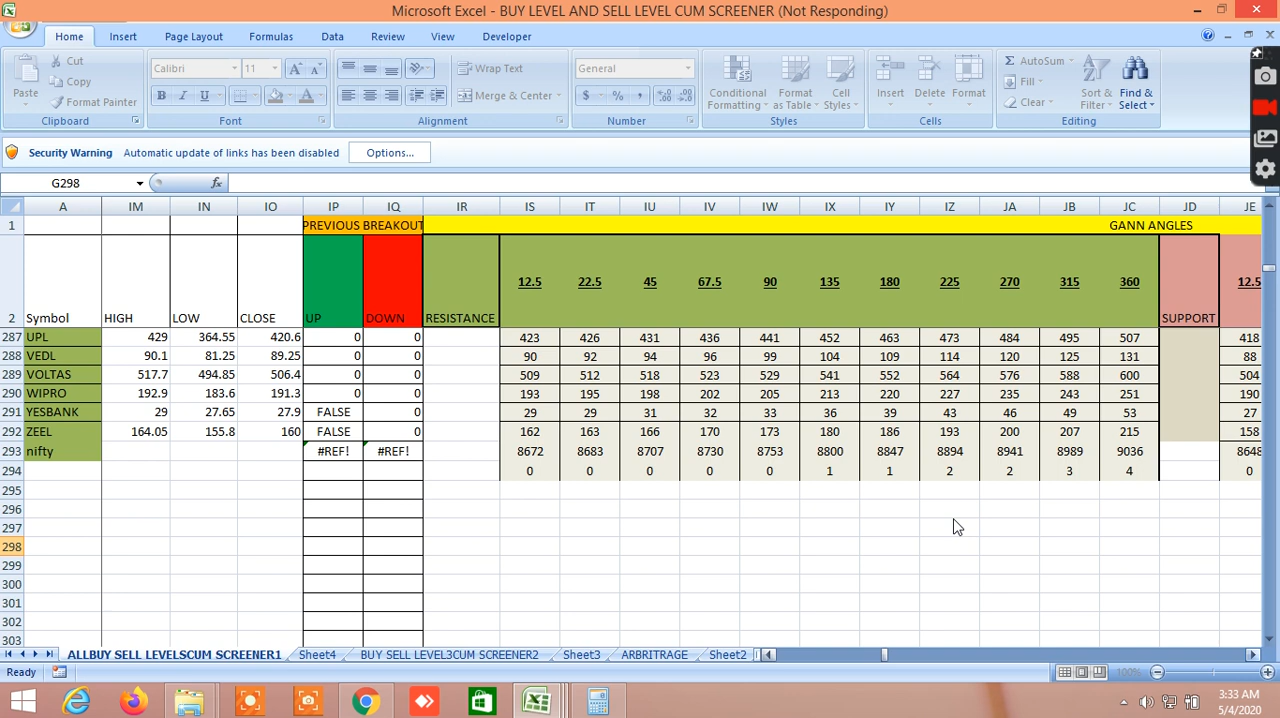 Microsoft Excel - BUY LEVEL AND SELL LEVEL CUM SCREENER (Not Responding)
Home Insert Page Layout Formulas Data Review View Developer
Paste Cut Copy Format Painter Clipboard
Calibri 11 A A B I U A Font
Wrap Text Merge & Center Alignment
General $ % , Number
Conditional Formatting Format as Table Cell Styles Styles
Insert Delete Format Cells
Σ AutoSum Fill Clear Sort & Filter Find & Select Editing
Security Warning Automatic update of links has been disabled Options...
G298 fx
A IM IN IO IP IQ IR IS IT IU IV IW IX IY IZ JA JB JC JD JE
1 PREVIOUS BREAKOUT GANN ANGLES
2 Symbol HIGH LOW CLOSE UP DOWN RESISTANCE 12.5 22.5 45 67.5 90 135 180 225 270 315 360 SUPPORT 12.5
287 UPL 429 364.55 420.6 0 0 423 426 431 436 441 452 463 473 484 495 507 418
288 VEDL 90.1 81.25 89.25 0 0 90 92 94 96 99 104 109 114 120 125 131 88
289 VOLTAS 517.7 494.85 506.4 0 0 509 512 518 523 529 541 552 564 576 588 600 504
290 WIPRO 192.9 183.6 191.3 0 0 193 195 198 202 205 213 220 227 235 243 251 190
291 YESBANK 29 27.65 27.9 FALSE 0 29 29 31 32 33 36 39 43 46 49 53 27
292 ZEEL 164.05 155.8 160 FALSE 0 162 163 166 170 173 180 186 193 200 207 215 158
293 nifty #REF! #REF! 8672 8683 8707 8730 8753 8800 8847 8894 8941 8989 9036 8648
294 0 0 0 0 0 1 1 2 2 3 4 0
295
296
297
298
299
300
301
302
303
ALLBUY SELL LEVELSCUM SCREENER1 Sheet4 BUY SELL LEVEL3CUM SCREENER2 Sheet3 ARBRITRAGE Sheet2
Ready 100%
3:33 AM
5/4/2020